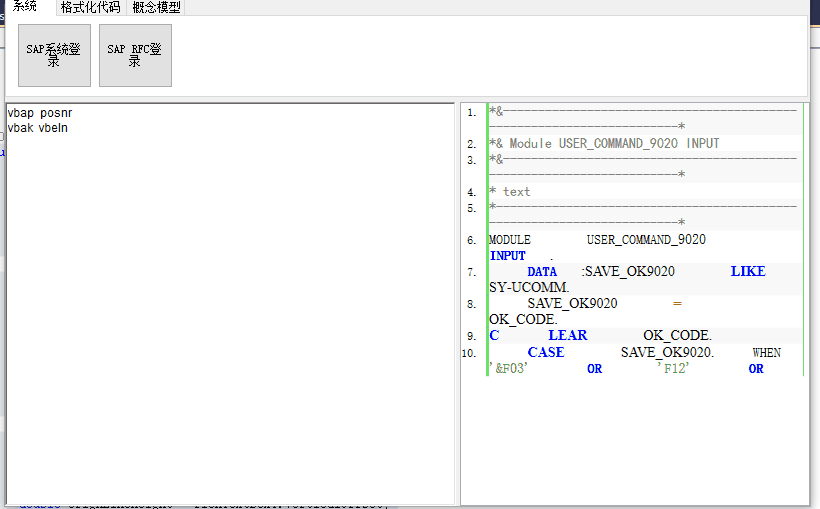 系统 格式化代码 概念模型
SAP系统登
录
SAP RFC登
录
vbap posnr
vbak vbeln
1. *&------------------------------------------
---------------------------*
2. *& Module USER_COMMAND_9020 INPUT
3. *&------------------------------------------
---------------------------*
4. * text
5. *-------------------------------------------
---------------------------*
6. MODULE USER_COMMAND_9020
INPUT .
7. DATA :SAVE_OK9020 LIKE
SY-UCOMM.
8. SAVE_OK9020 =
OK_CODE.
9. C LEAR OK_CODE.
10. CASE SAVE_OK9020. WHEN
'&F03' OR 'F12' OR